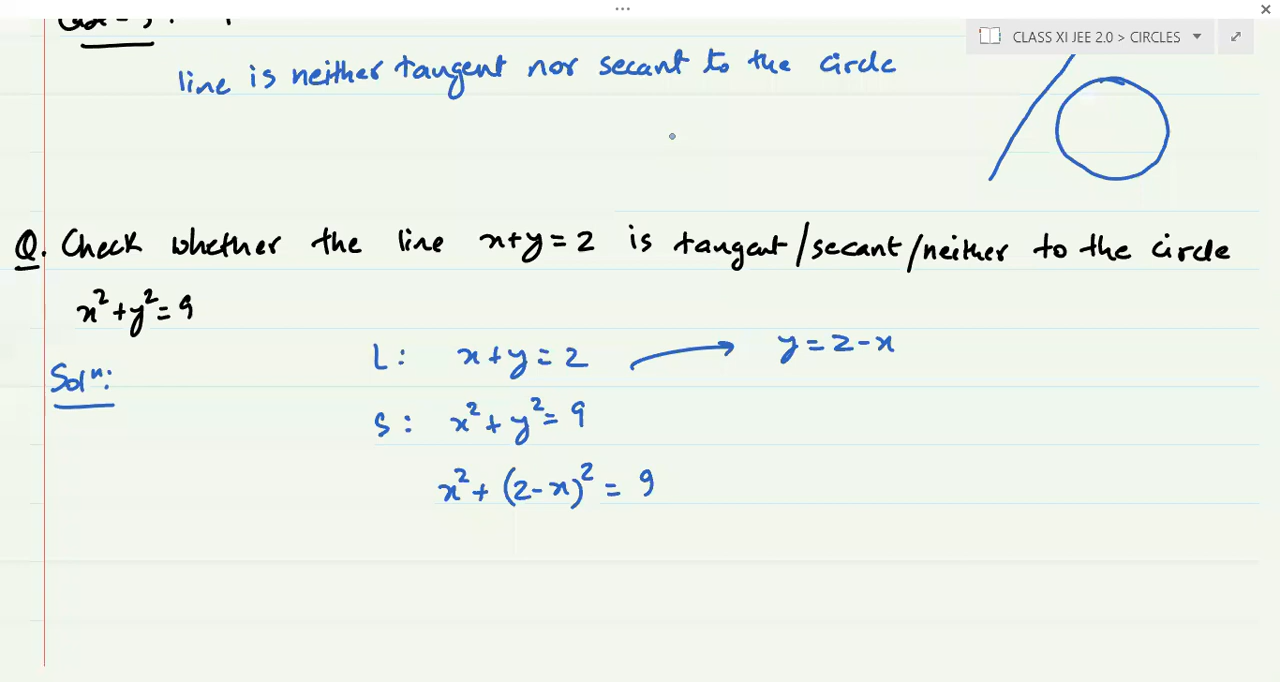 CLASS XI JEE 2.0 > CIRCLES
line is neither tangent nor secant to the circle
Q. Check whether the line x+y=2 is tangent/secant/neither to the circle
x²+y²=9
Solⁿ:
L: x+y=2 → y=2-x
S: x²+y²=9
x²+(2-x)²=9